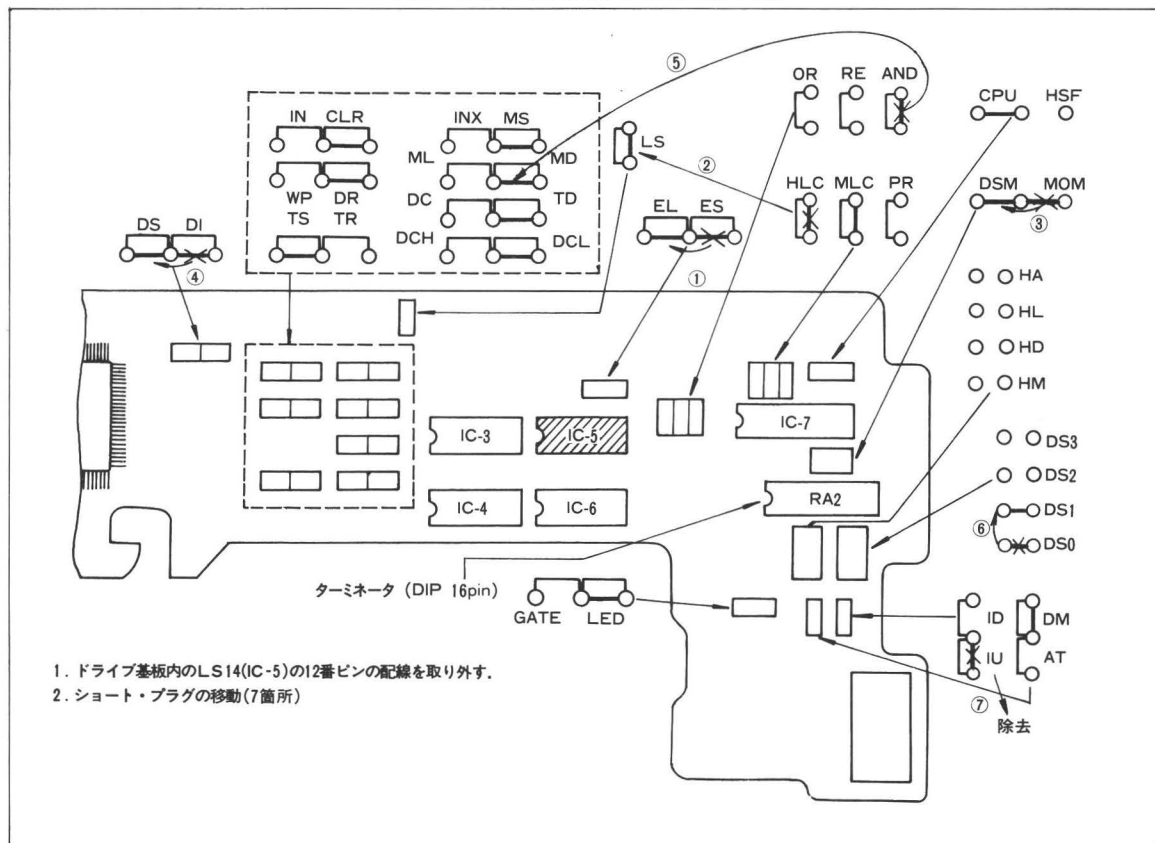 ⑤
OR RE AND
CPU HSF
IN CLR
INX MS
LS
ML MD
②
WP DR
HLC MLC PR
DSM MOM
③
DS DI
TS TR
DC TD
EL ES
④
DCH DCL
①
HA
HL
HD
HM
IC-3
IC-5
IC-7
DS3
DS2
IC-4
IC-6
RA2
DS1
⑥
DS0
ターミネータ (DIP 16pin)
GATE LED
ID DM
IU AT
⑦
除去
1. ドライブ基板内のLS14(IC-5)の12番ピンの配線を取り外す.
2. ショート・プラグの移動(7箇所)